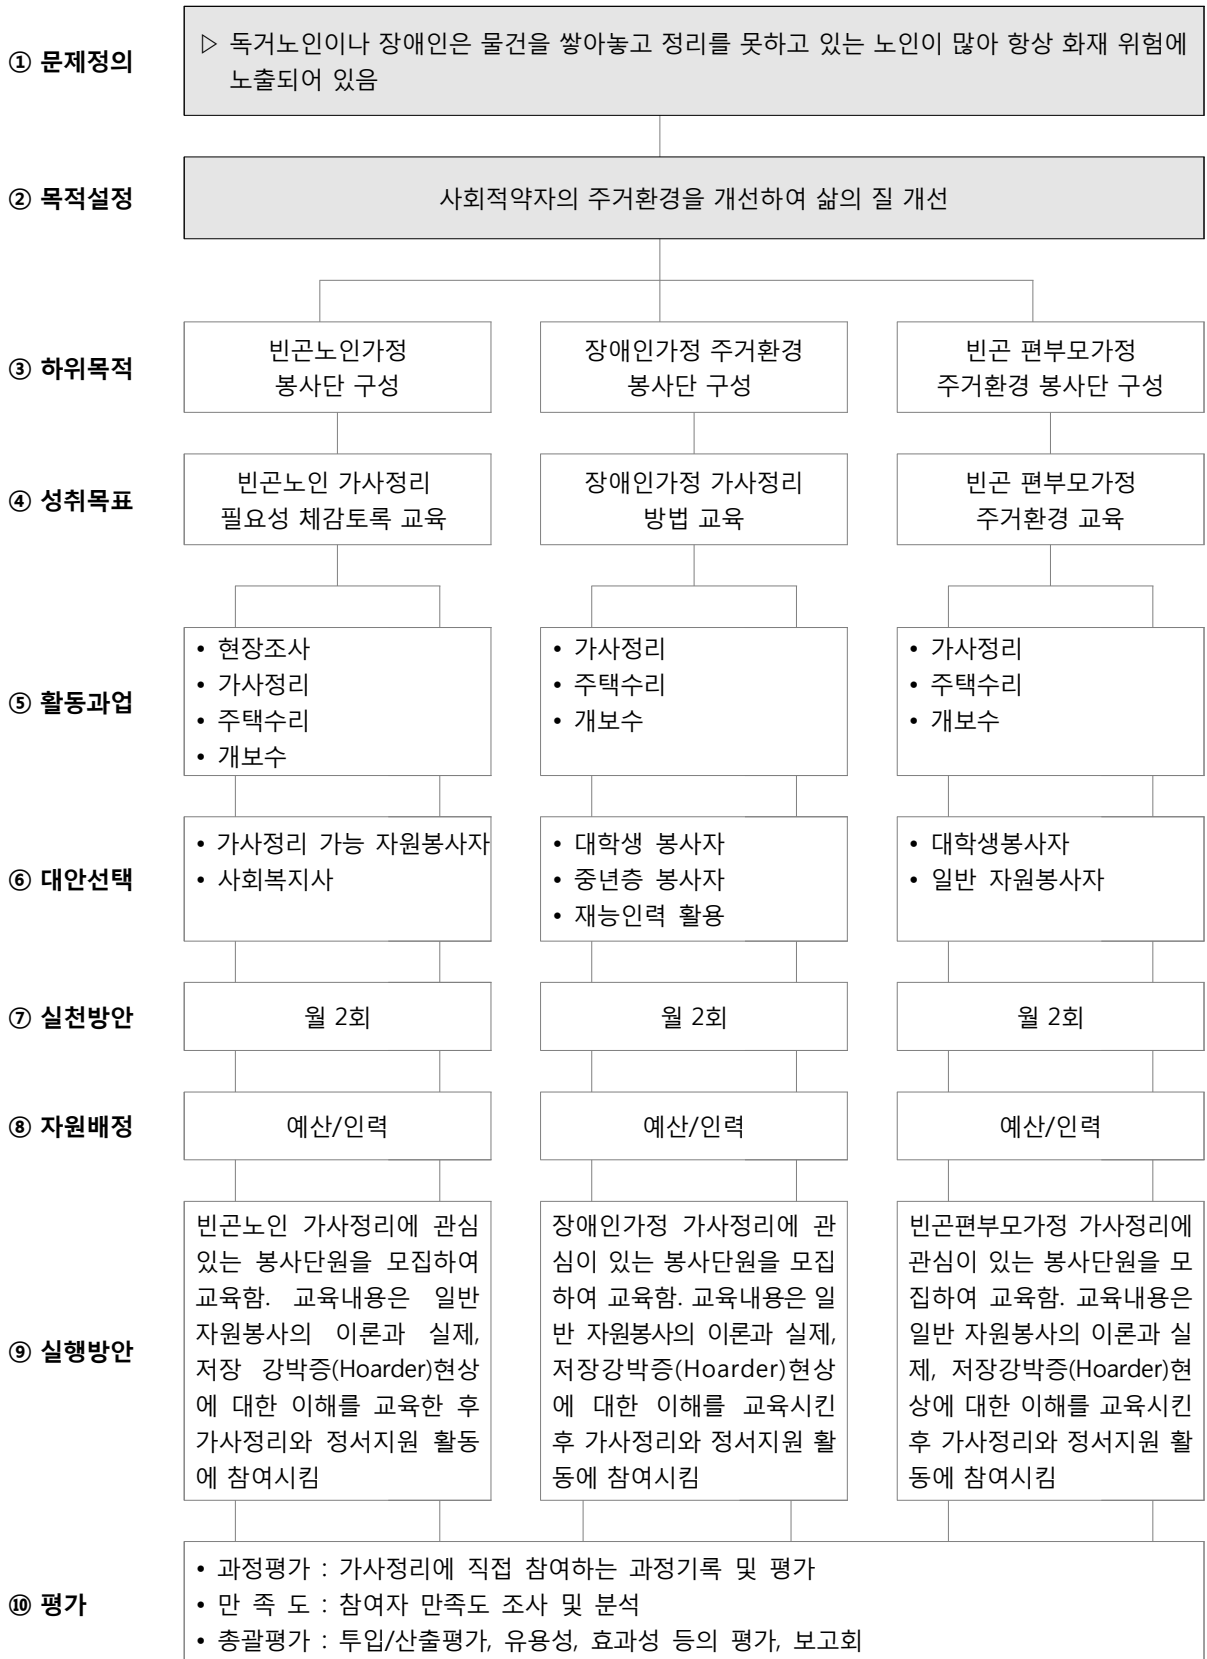 ① 문제정의
▷ 독거노인이나 장애인은 물건을 쌓아놓고 정리를 못하고 있는 노인이 많아 항상 화재 위험에
노출되어 있음
② 목적설정
사회적약자의 주거환경을 개선하여 삶의 질 개선
③ 하위목적
빈곤노인가정
봉사단 구성
장애인가정 주거환경
봉사단 구성
빈곤 편부모가정
주거환경 봉사단 구성
④ 성취목표
빈곤노인 가사정리
필요성 체감토록 교육
장애인가정 가사정리
방법 교육
빈곤 편부모가정
주거환경 교육
⑤ 활동과업
• 현장조사
• 가사정리
• 주택수리
• 개보수
• 가사정리
• 주택수리
• 개보수
• 가사정리
• 주택수리
• 개보수
⑥ 대안선택
• 가사정리 가능 자원봉사자
• 사회복지사
• 대학생 봉사자
• 중년층 봉사자
• 재능인력 활용
• 대학생봉사자
• 일반 자원봉사자
⑦ 실천방안
월 2회
월 2회
월 2회
⑧ 자원배정
예산/인력
예산/인력
예산/인력
⑨ 실행방안
빈곤노인 가사정리에 관심
있는 봉사단원을 모집하여
교육함. 교육내용은 일반
자원봉사의 이론과 실제,
저장 강박증(Hoarder)현상
에 대한 이해를 교육한 후
가사정리와 정서지원 활동
에 참여시킴
장애인가정 가사정리에 관
심이 있는 봉사단원을 모집
하여 교육함. 교육내용은 일
반 자원봉사의 이론과 실제,
저장강박증(Hoarder)현상
에 대한 이해를 교육시킨
후 가사정리와 정서지원 활
동에 참여시킴
빈곤편부모가정 가사정리에
관심이 있는 봉사단원을 모
집하여 교육함. 교육내용은
일반 자원봉사의 이론과 실
제, 저장강박증(Hoarder)현
상에 대한 이해를 교육시킨
후 가사정리와 정서지원 활
동에 참여시킴
⑩ 평가
• 과정평가 : 가사정리에 직접 참여하는 과정기록 및 평가
• 만 족 도 : 참여자 만족도 조사 및 분석
• 총괄평가 : 투입/산출평가, 유용성, 효과성 등의 평가, 보고회